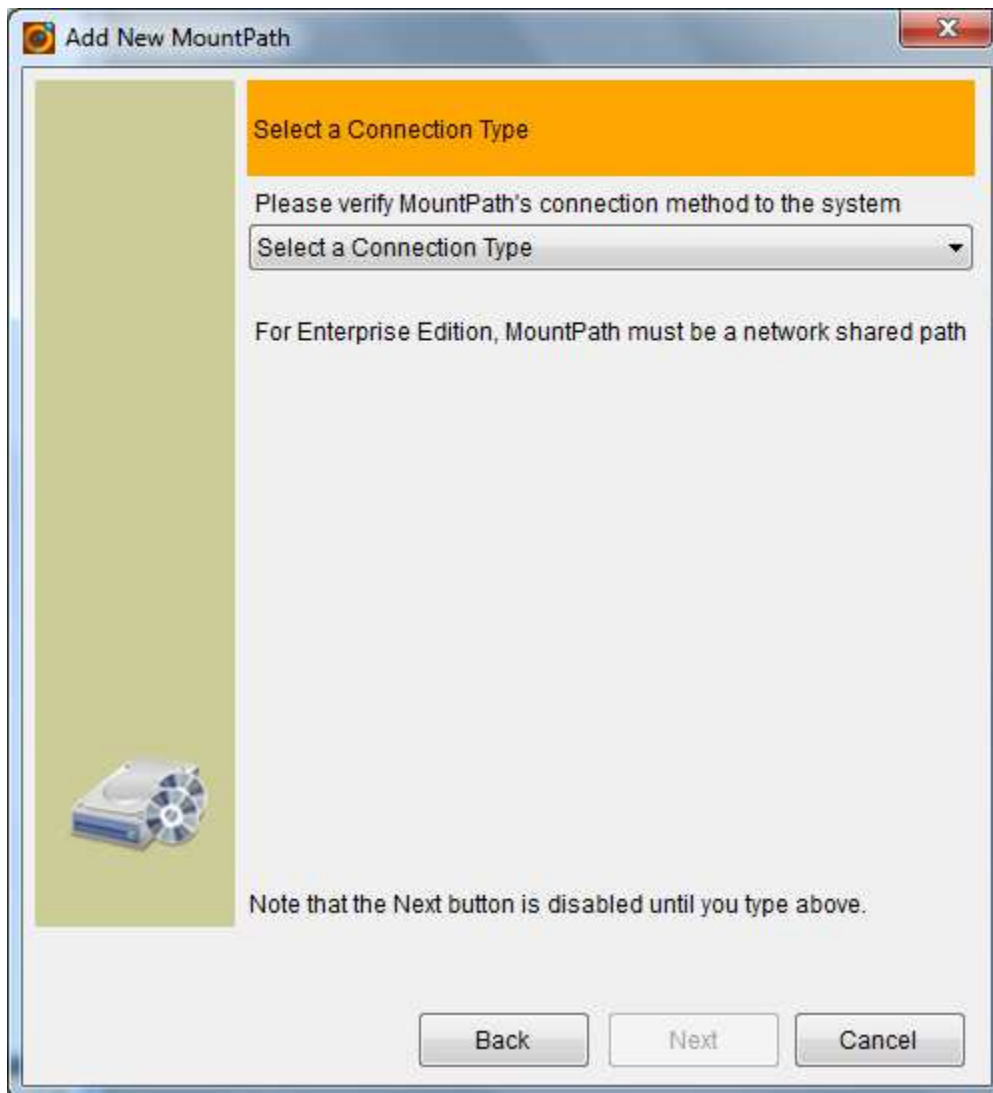 Add New MountPath
Select a Connection Type
Please verify MountPath's connection method to the system
Select a Connection Type
For Enterprise Edition, MountPath must be a network shared path
Note that the Next button is disabled until you type above.
Back Next Cancel